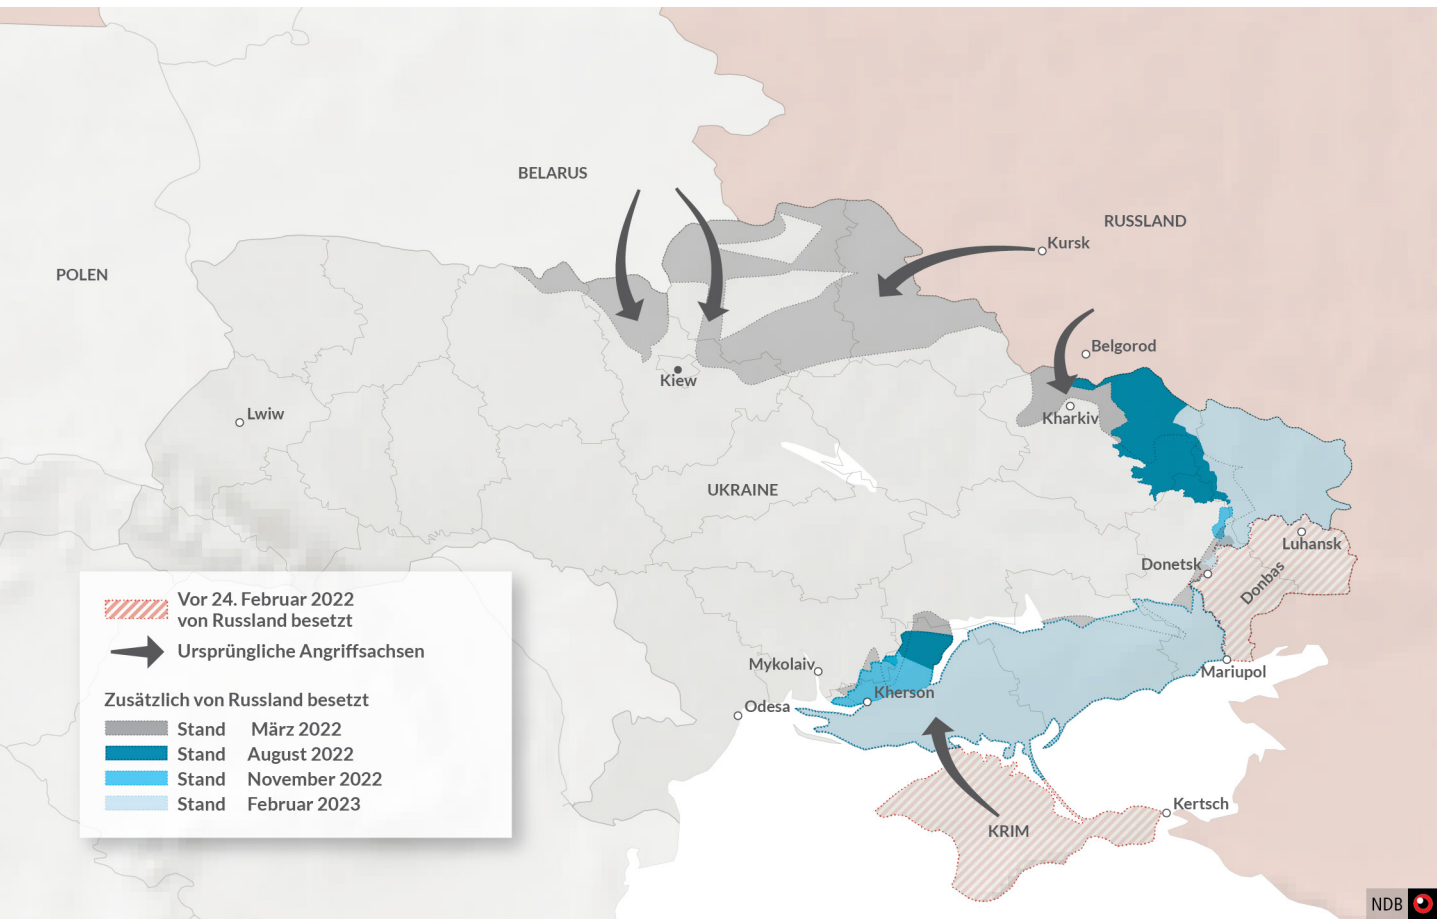 BELARUS
RUSSLAND
Kursk
POLEN
Belgorod
Kiew
Lwiw
Kharkiv
UKRAINE
Luhansk
Donetsk
Donbas
Vor 24. Februar 2022
von Russland besetzt
Ursprüngliche Angriffsachsen
Zusätzlich von Russland besetzt
Stand März 2022
Stand August 2022
Stand November 2022
Stand Februar 2023
Mykolaiv
Mariupol
Kherson
Odesa
Kertsch
KRIM
NDB